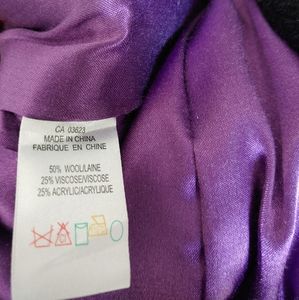 CA 03623
MADE IN CHINA
FABRIQUE EN CHINE
50% WOOL/LAINE
25% VISCOSE/VISCOSE
25% ACRYLIC/ACRYLIQUE